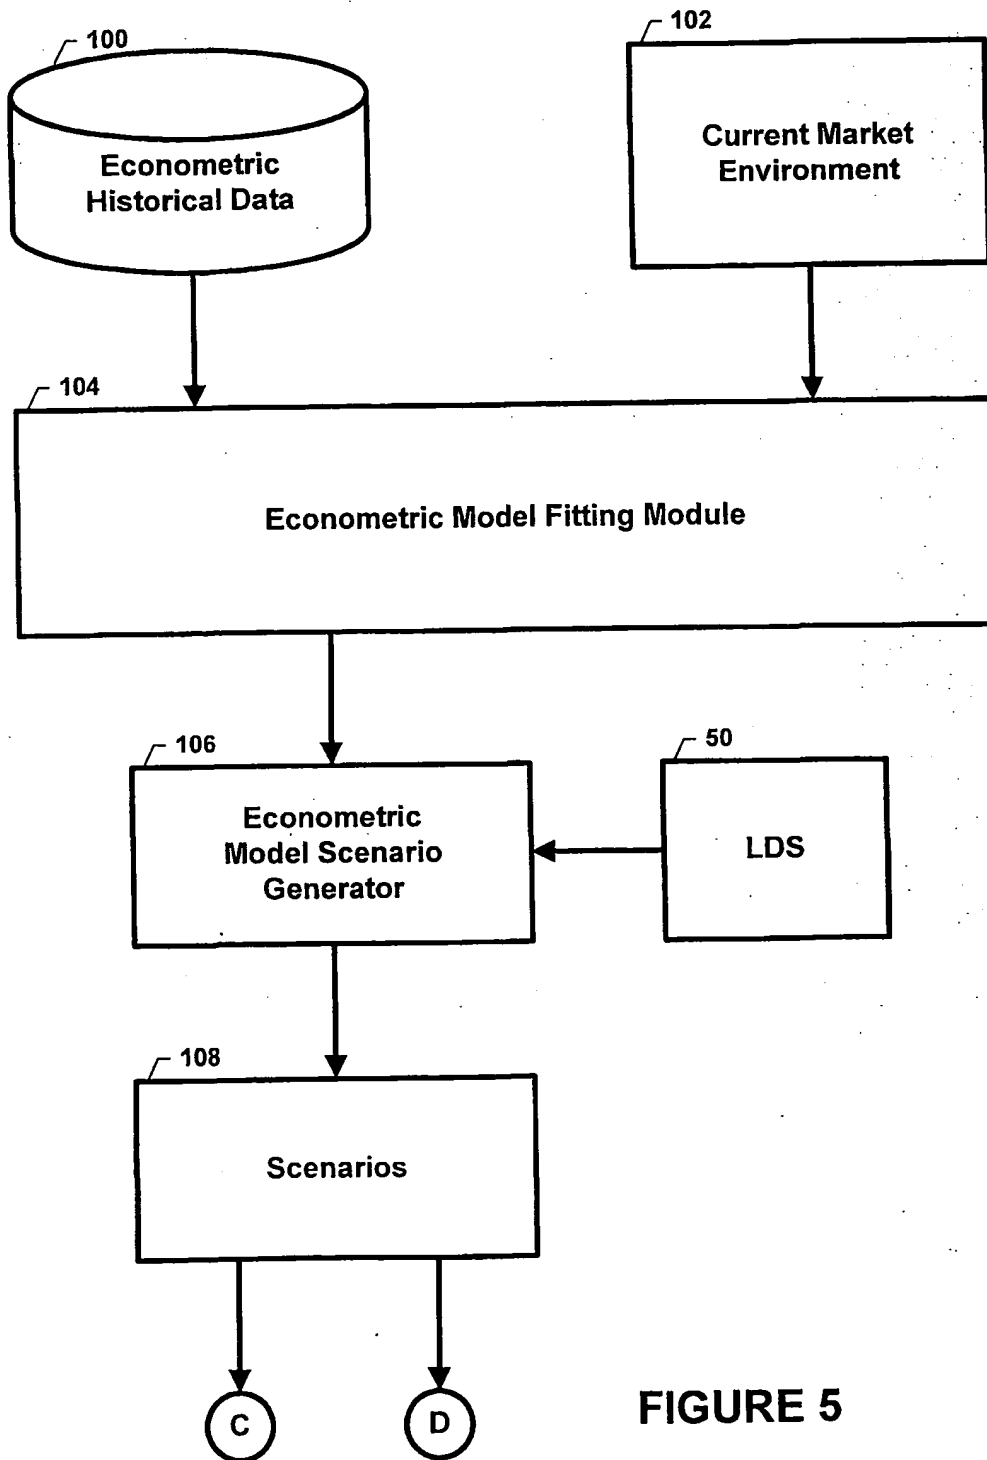 100
102
Econometric
Historical Data
Current Market
Environment
104
Econometric Model Fitting Module
106
50
Econometric
Model Scenario
Generator
LDS
108
Scenarios
C
D
FIGURE 5